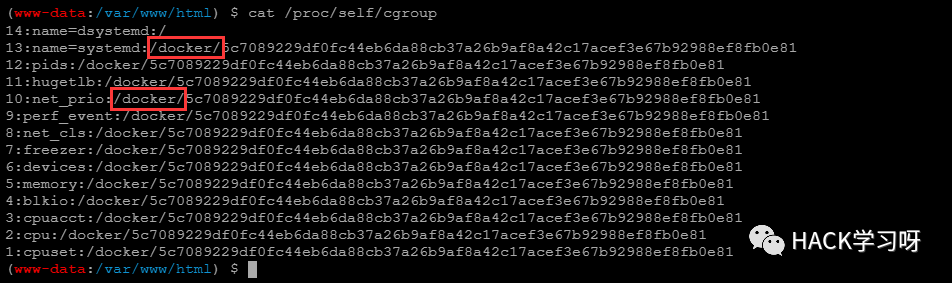 (www-data:/var/www/html) $ cat /proc/self/cgroup
14:name=dsystemd:/
13:name=systemd:/docker/5c7089229df0fc44eb6da88cb37a26b9af8a42c17acef3e67b92988ef8fb0e81
12:pids:/docker/5c7089229df0fc44eb6da88cb37a26b9af8a42c17acef3e67b92988ef8fb0e81
11:hugetlb:/docker/5c7089229df0fc44eb6da88cb37a26b9af8a42c17acef3e67b92988ef8fb0e81
10:net_prio:/docker/5c7089229df0fc44eb6da88cb37a26b9af8a42c17acef3e67b92988ef8fb0e81
9:perf_event:/docker/5c7089229df0fc44eb6da88cb37a26b9af8a42c17acef3e67b92988ef8fb0e81
8:net_cls:/docker/5c7089229df0fc44eb6da88cb37a26b9af8a42c17acef3e67b92988ef8fb0e81
7:freezer:/docker/5c7089229df0fc44eb6da88cb37a26b9af8a42c17acef3e67b92988ef8fb0e81
6:devices:/docker/5c7089229df0fc44eb6da88cb37a26b9af8a42c17acef3e67b92988ef8fb0e81
5:memory:/docker/5c7089229df0fc44eb6da88cb37a26b9af8a42c17acef3e67b92988ef8fb0e81
4:blkio:/docker/5c7089229df0fc44eb6da88cb37a26b9af8a42c17acef3e67b92988ef8fb0e81
3:cpuacct:/docker/5c7089229df0fc44eb6da88cb37a26b9af8a42c17acef3e67b92988ef8fb0e81
2:cpu:/docker/5c7089229df0fc44eb6da88cb37a26b9af8a42c17acef3e67b92988ef8fb0e81
1:cpuset:/docker/5c7089229df0fc44eb6da88cb37a26b9af8a42c17acef3e67b92988ef8fb0e81
(www-data:/var/www/html) $
HACK学习呀